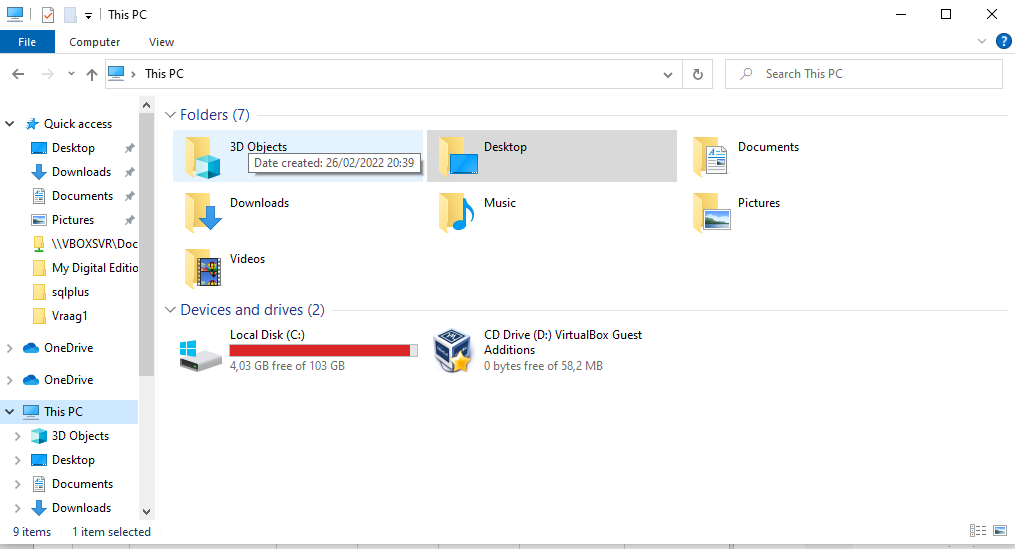 This PC
File
Computer
View
This PC
Search This PC
Quick access
Desktop
Downloads
Documents
Pictures
\\VBOXSVR\Doc
My Digital Edition
sqlplus
Vraag1
OneDrive
OneDrive
This PC
3D Objects
Desktop
Documents
Downloads
Folders (7)
3D Objects
Date created: 26/02/2022 20:39
Desktop
Documents
Downloads
Music
Pictures
Videos
Devices and drives (2)
Local Disk (C:)
4,03 GB free of 103 GB
CD Drive (D:) VirtualBox Guest
Additions
0 bytes free of 58,2 MB
9 items
1 item selected